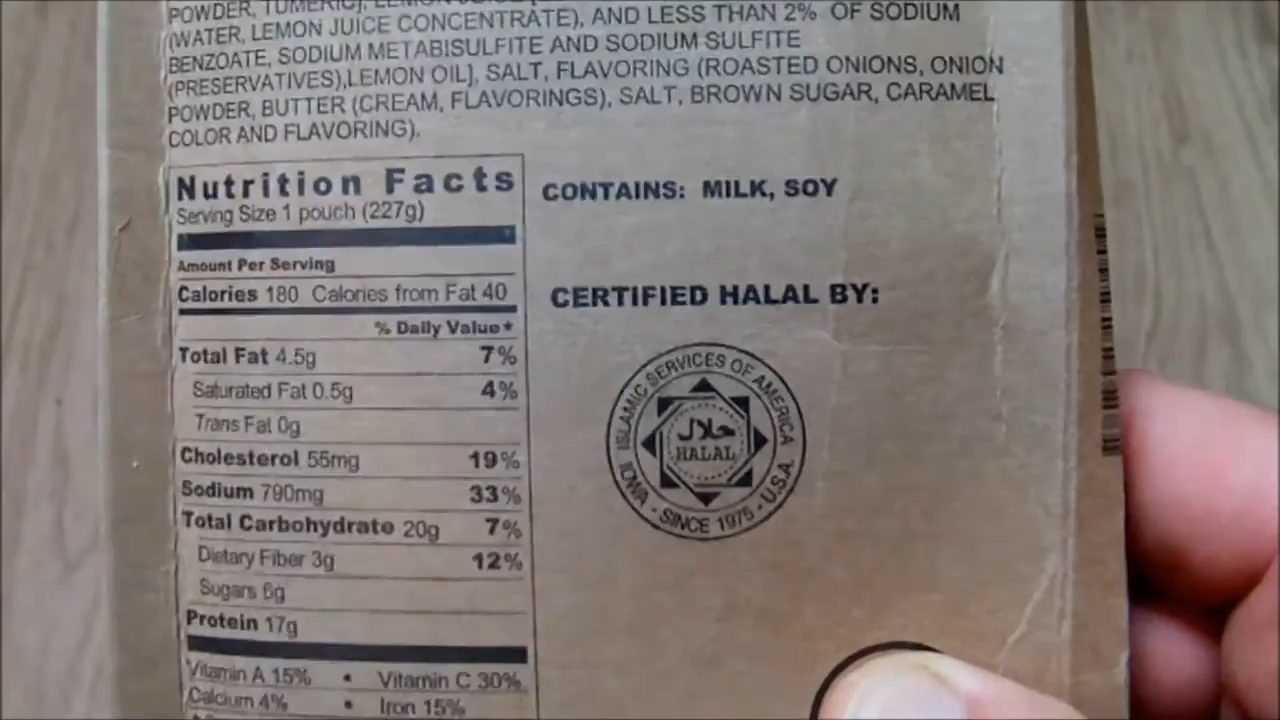 POWDER, TUMERIC], LEMON JUICE
(WATER, LEMON JUICE CONCENTRATE), AND LESS THAN 2% OF SODIUM
BENZOATE, SODIUM METABISULFITE AND SODIUM SULFITE
(PRESERVATIVES),LEMON OIL], SALT, FLAVORING (ROASTED ONIONS, ONION
POWDER, BUTTER (CREAM, FLAVORINGS), SALT, BROWN SUGAR, CARAMEL
COLOR AND FLAVORING).
Nutrition Facts
Serving Size 1 pouch (227g)
Amount Per Serving
Calories 180 Calories from Fat 40
% Daily Value*
Total Fat 4.5g 7%
Saturated Fat 0.5g 4%
Trans Fat 0g
Cholesterol 55mg 19%
Sodium 790mg 33%
Total Carbohydrate 20g 7%
Dietary Fiber 3g 12%
Sugars 6g
Protein 17g
Vitamin A 15% • Vitamin C 30%
Calcium 4% • Iron 15%
CONTAINS: MILK, SOY
CERTIFIED HALAL BY:
ISLAMIC SERVICES OF AMERICA
حلال
HALAL
IOWA - SINCE 1975 - U.S.A.